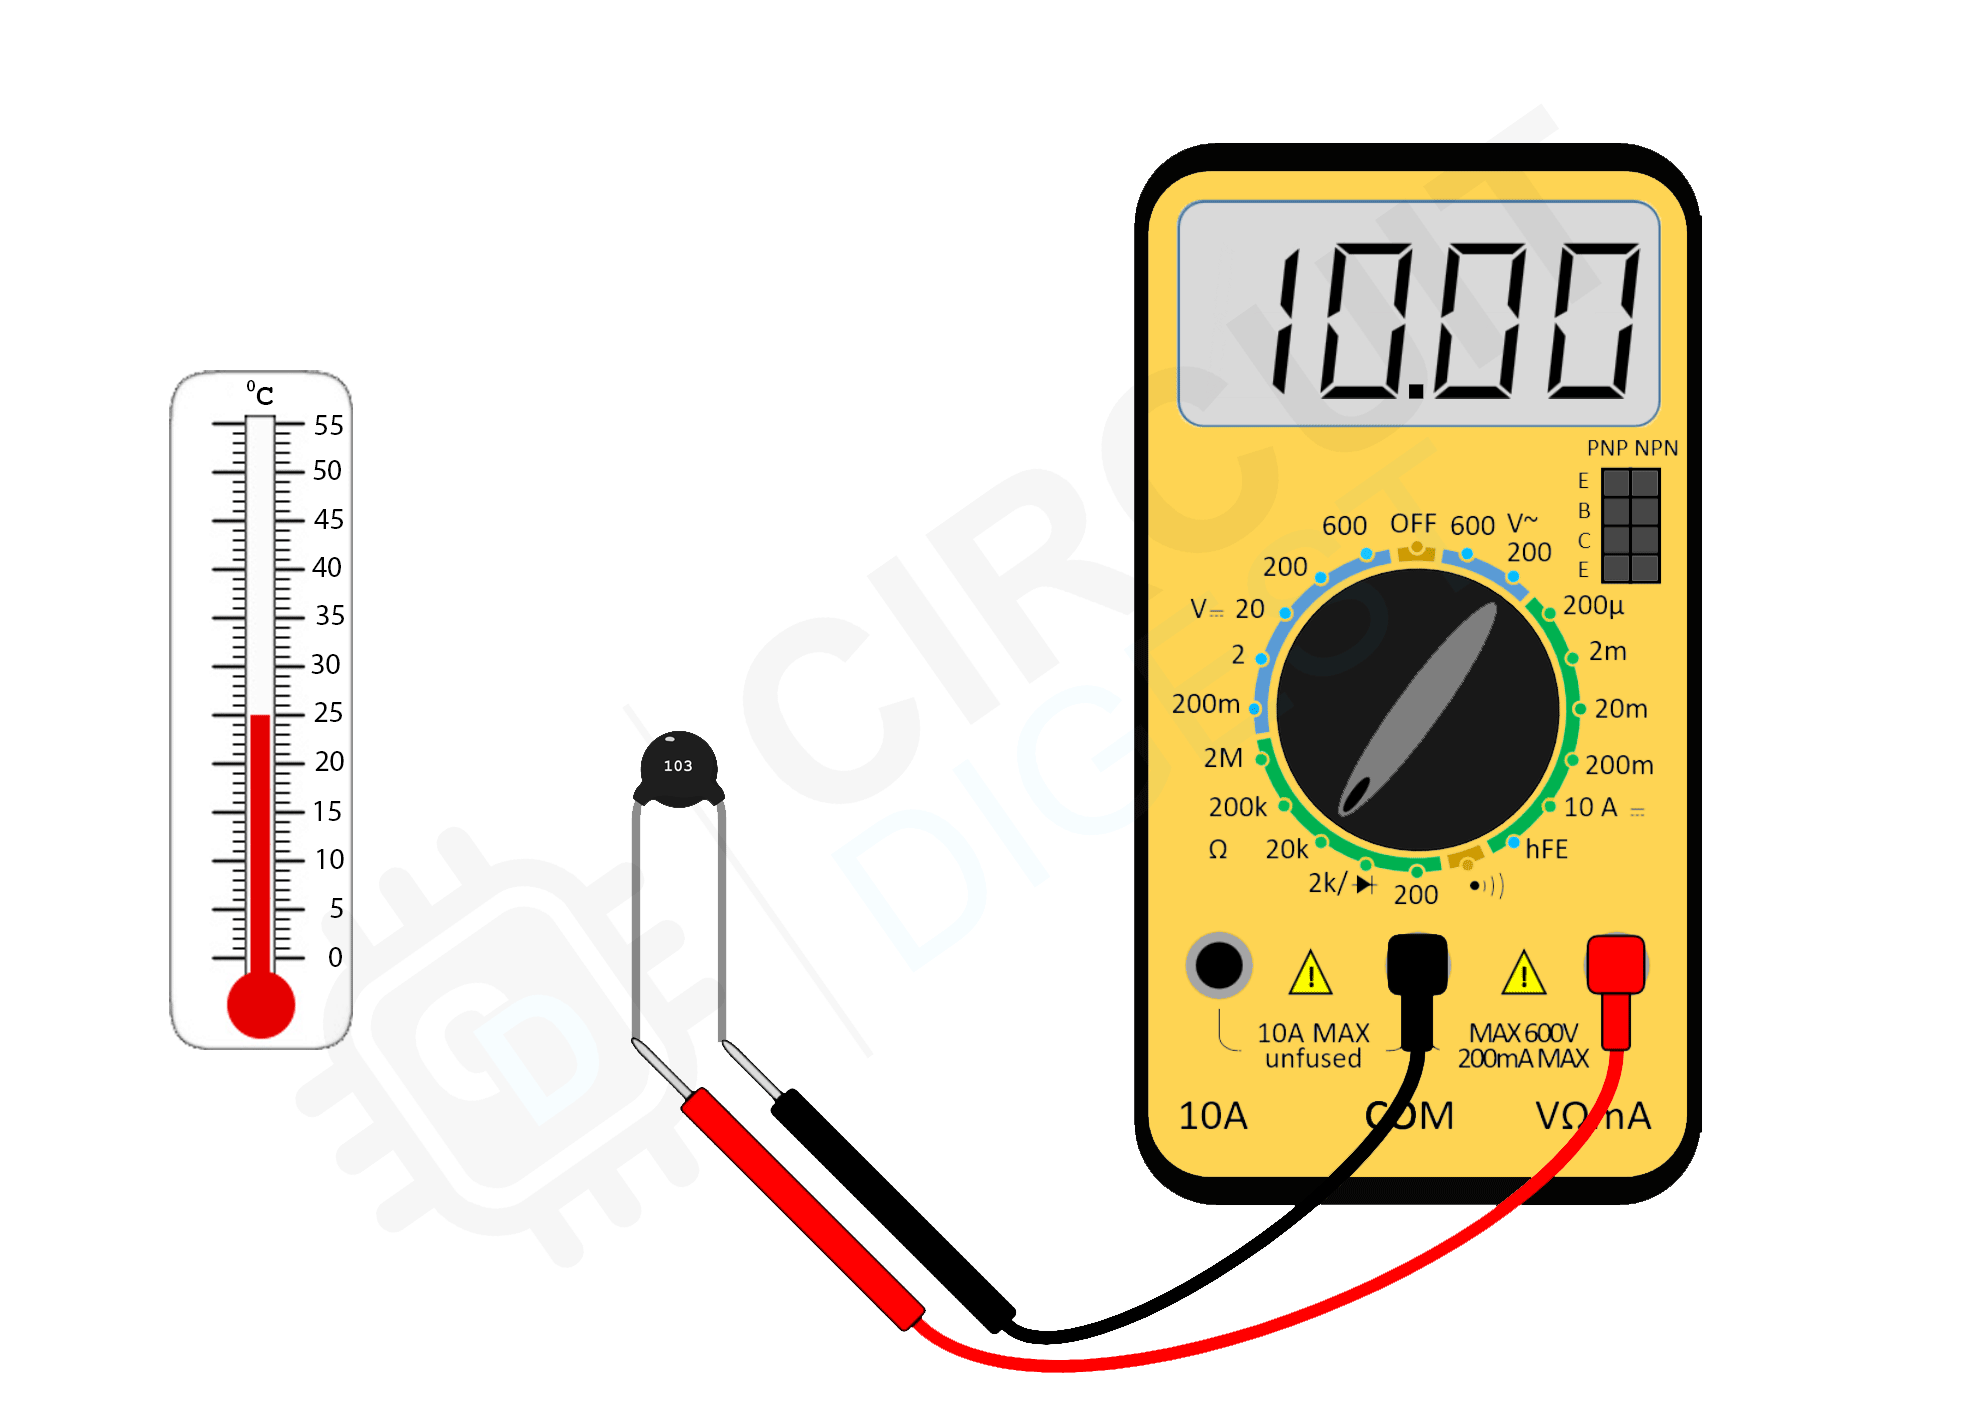 ⁰C
55
50
45
40
35
30
25
20
15
10
5
0
103
CIRCUIT
DIGEST
CD
10.00
PNP NPN
E
B
C
E
600 OFF 600 V~
200 200
V⎓ 20 200µ
2 2m
200m 20m
2M 200m
200k 10 A ⎓
Ω 20k hFE
2k/
200
10A MAX
unfused
MAX 600V
200mA MAX
10A COM VΩmA